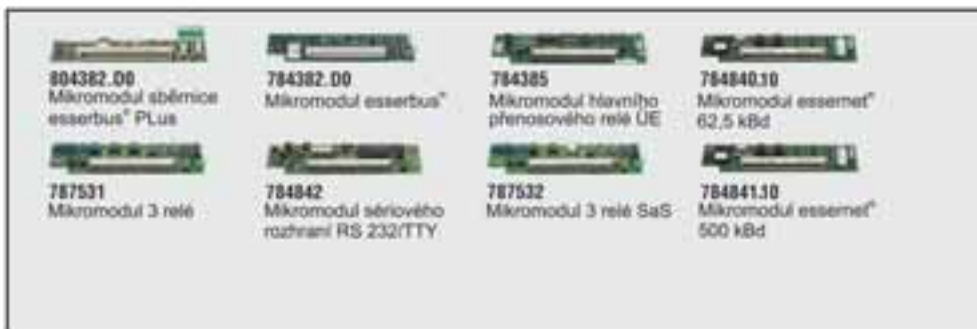 804382.D0
Mikromodul sběrnice
esserbus® PLus
784382.D0
Mikromodul esserbus®
784385
Mikromodul hlavního
přenosového relé ÜE
784840.10
Mikromodul essernet®
62,5 kBd
787531
Mikromodul 3 relé
784842
Mikromodul sériového
rozhraní RS 232/TTY
787532
Mikromodul 3 relé SaS
784841.10
Mikromodul essernet®
500 kBd